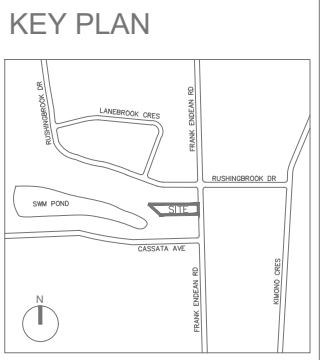 KEY PLAN
RUSHINGBROOK DR
LANEBROOK CRES
FRANK ENDEAN RD
RUSHINGBROOK DR
SWM POND
SITE
CASSATA AVE
FRANK ENDEAN RD
KIMONO CRES
N